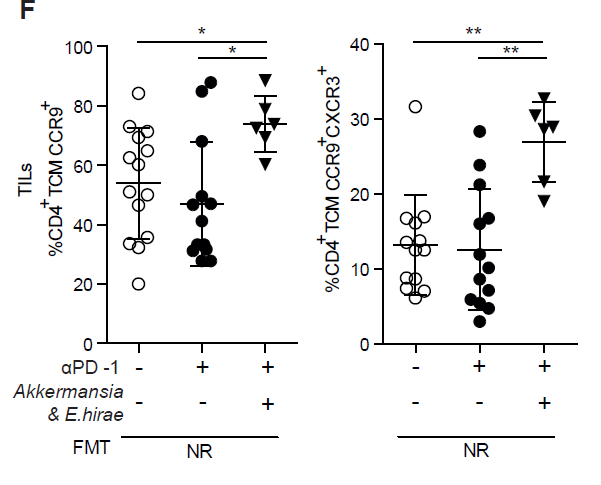 F
TILs
%CD4+ TCM CCR9+
100
80
60
40
20
0
*
*
%CD4+ TCM CCR9+CXCR3+
40
30
20
10
0
**
**
αPD -1 - + + - + +
Akkermansia
& E.hirae - - + - - +
FMT NR NR